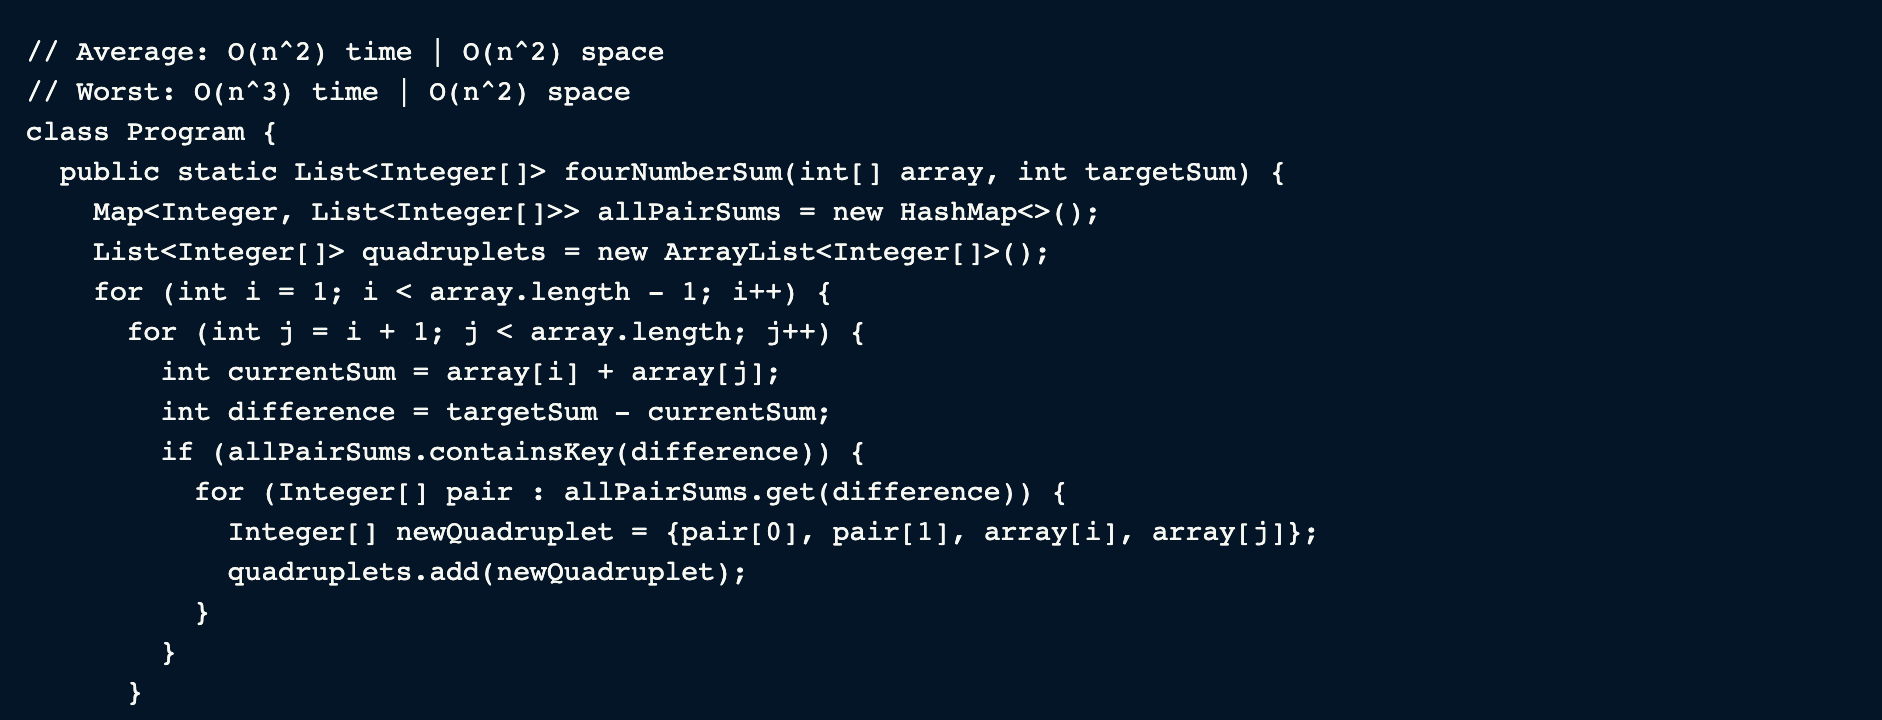 // Average: O(n^2) time | O(n^2) space
// Worst: O(n^3) time | O(n^2) space
class Program {
  public static List<Integer[]> fourNumberSum(int[] array, int targetSum) {
    Map<Integer, List<Integer[]>> allPairSums = new HashMap<>();
    List<Integer[]> quadruplets = new ArrayList<Integer[]>();
    for (int i = 1; i < array.length - 1; i++) {
      for (int j = i + 1; j < array.length; j++) {
        int currentSum = array[i] + array[j];
        int difference = targetSum - currentSum;
        if (allPairSums.containsKey(difference)) {
          for (Integer[] pair : allPairSums.get(difference)) {
            Integer[] newQuadruplet = {pair[0], pair[1], array[i], array[j]};
            quadruplets.add(newQuadruplet);
          }
        }
      }